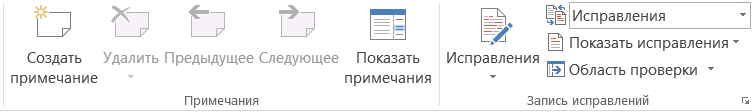 Создать примечание
Удалить
Предыдущее
Следующее
Показать примечания
Примечания
Исправления
Исправления
Показать исправления
Область проверки
Запись исправлений